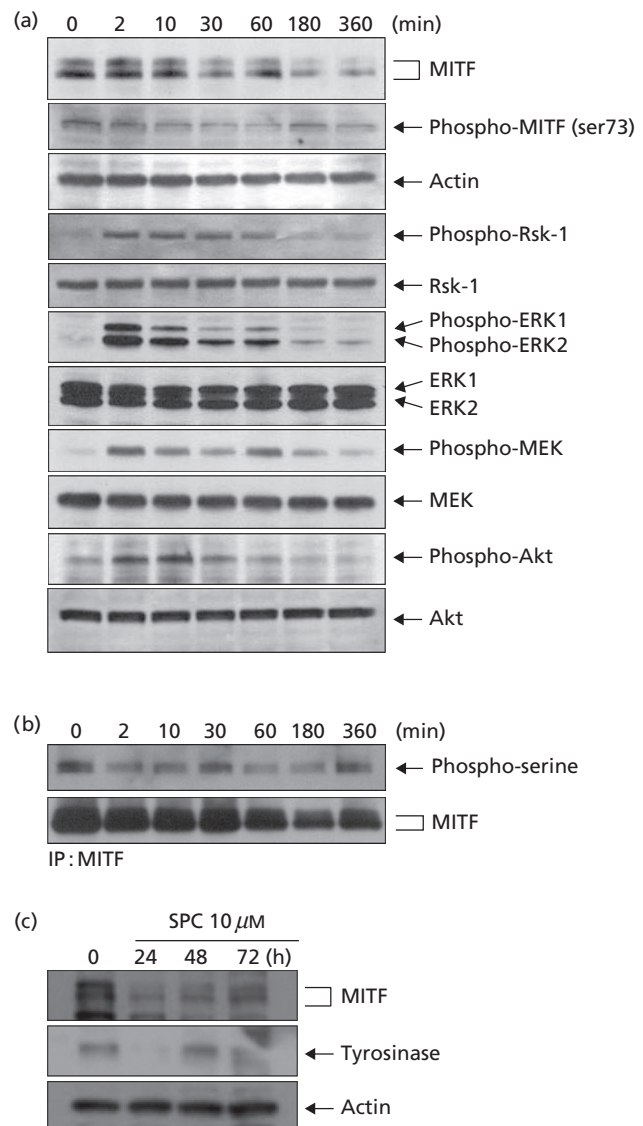 (a)
0 2 10 30 60 180 360 (min)
MITF
Phospho-MITF (ser73)
Actin
Phospho-Rsk-1
Rsk-1
Phospho-ERK1
Phospho-ERK2
ERK1
ERK2
Phospho-MEK
MEK
Phospho-Akt
Akt
(b)
0 2 10 30 60 180 360 (min)
Phospho-serine
MITF
IP : MITF
(c)
SPC 10 μM
0 24 48 72 (h)
MITF
Tyrosinase
Actin